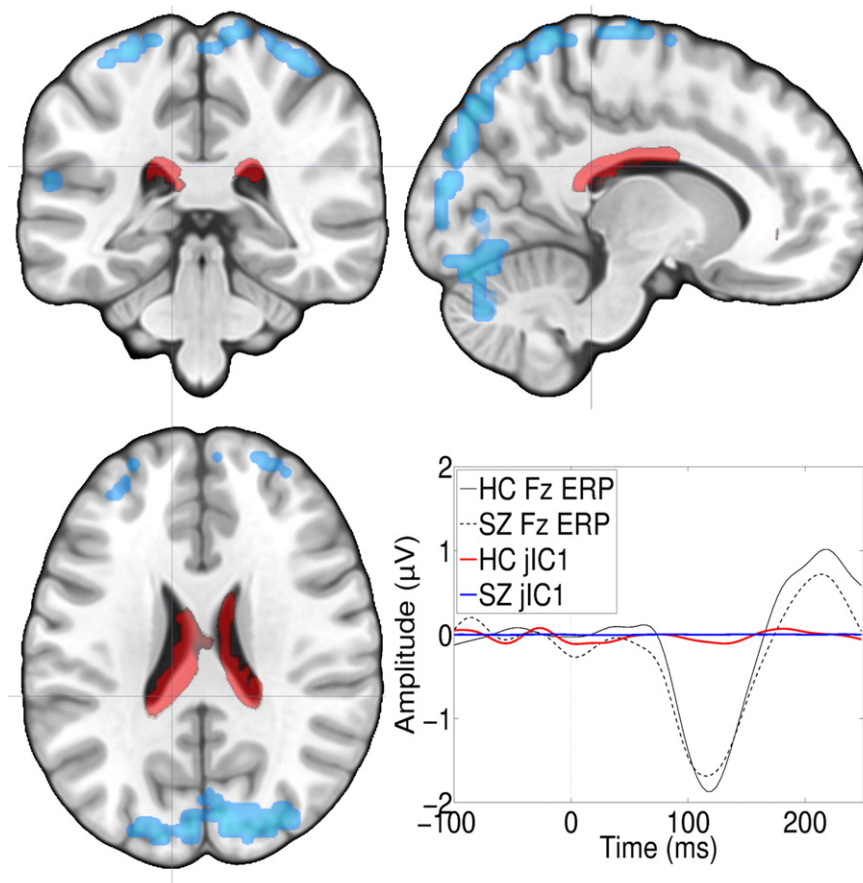 2
HC Fz ERP
SZ Fz ERP
HC jIC1
SZ jIC1
1
0
-1
-2
Amplitude (μV)
-100 0 100 200
Time (ms)